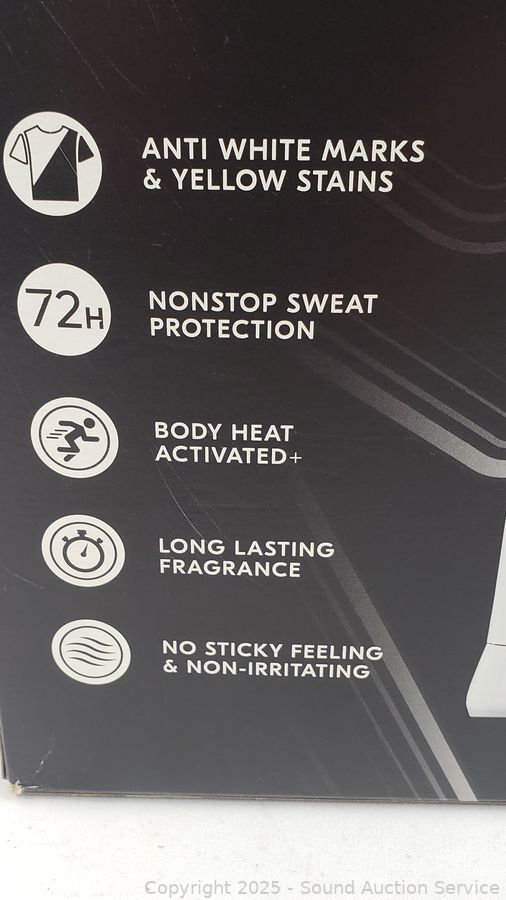 ANTI WHITE MARKS
& YELLOW STAINS
72H
NONSTOP SWEAT
PROTECTION
BODY HEAT
ACTIVATED+
LONG LASTING
FRAGRANCE
NO STICKY FEELING
& NON-IRRITATING
Copyright 2025 - Sound Auction Service